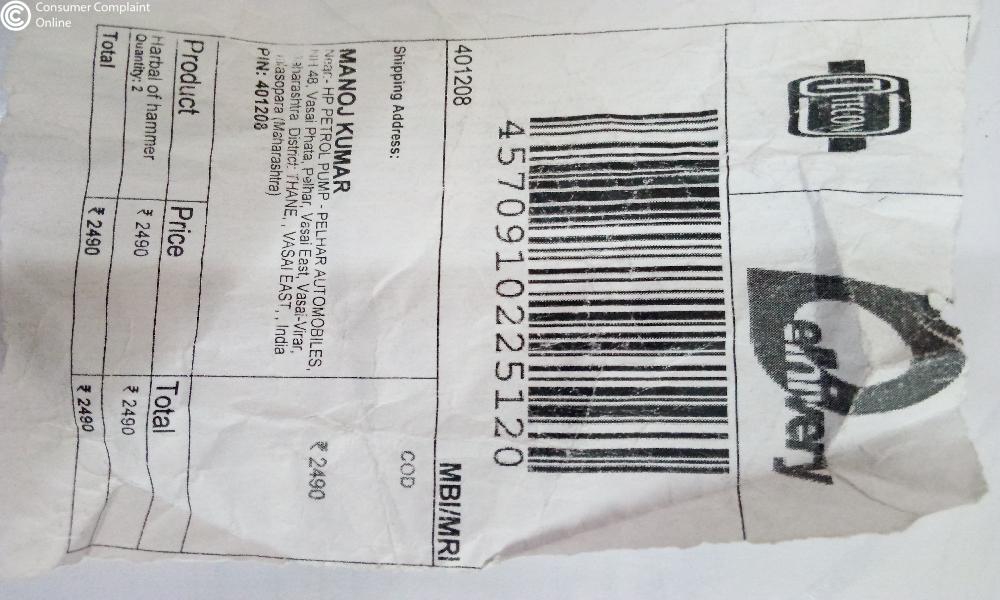 Consumer Complaint
Online
DTKON
elhivery
4570910225120
401208
MBI/MRI
Shipping Address:
COD
MANOJ KUMAR
Near:- HP PETROL PUMP - PELHAR AUTOMOBILES,
NH 48, Vasai Phata, Pelhar, Vasai East, Vasai-Virar,
Maharashtra District: THANE,, VASAI EAST, , India
(Maharashtra)
PIN: 401208
₹ 2490
Product Price Total
Harbal of hammer ₹ 2490 ₹ 2490
Quantity: 2
Total ₹ 2490 ₹ 2490